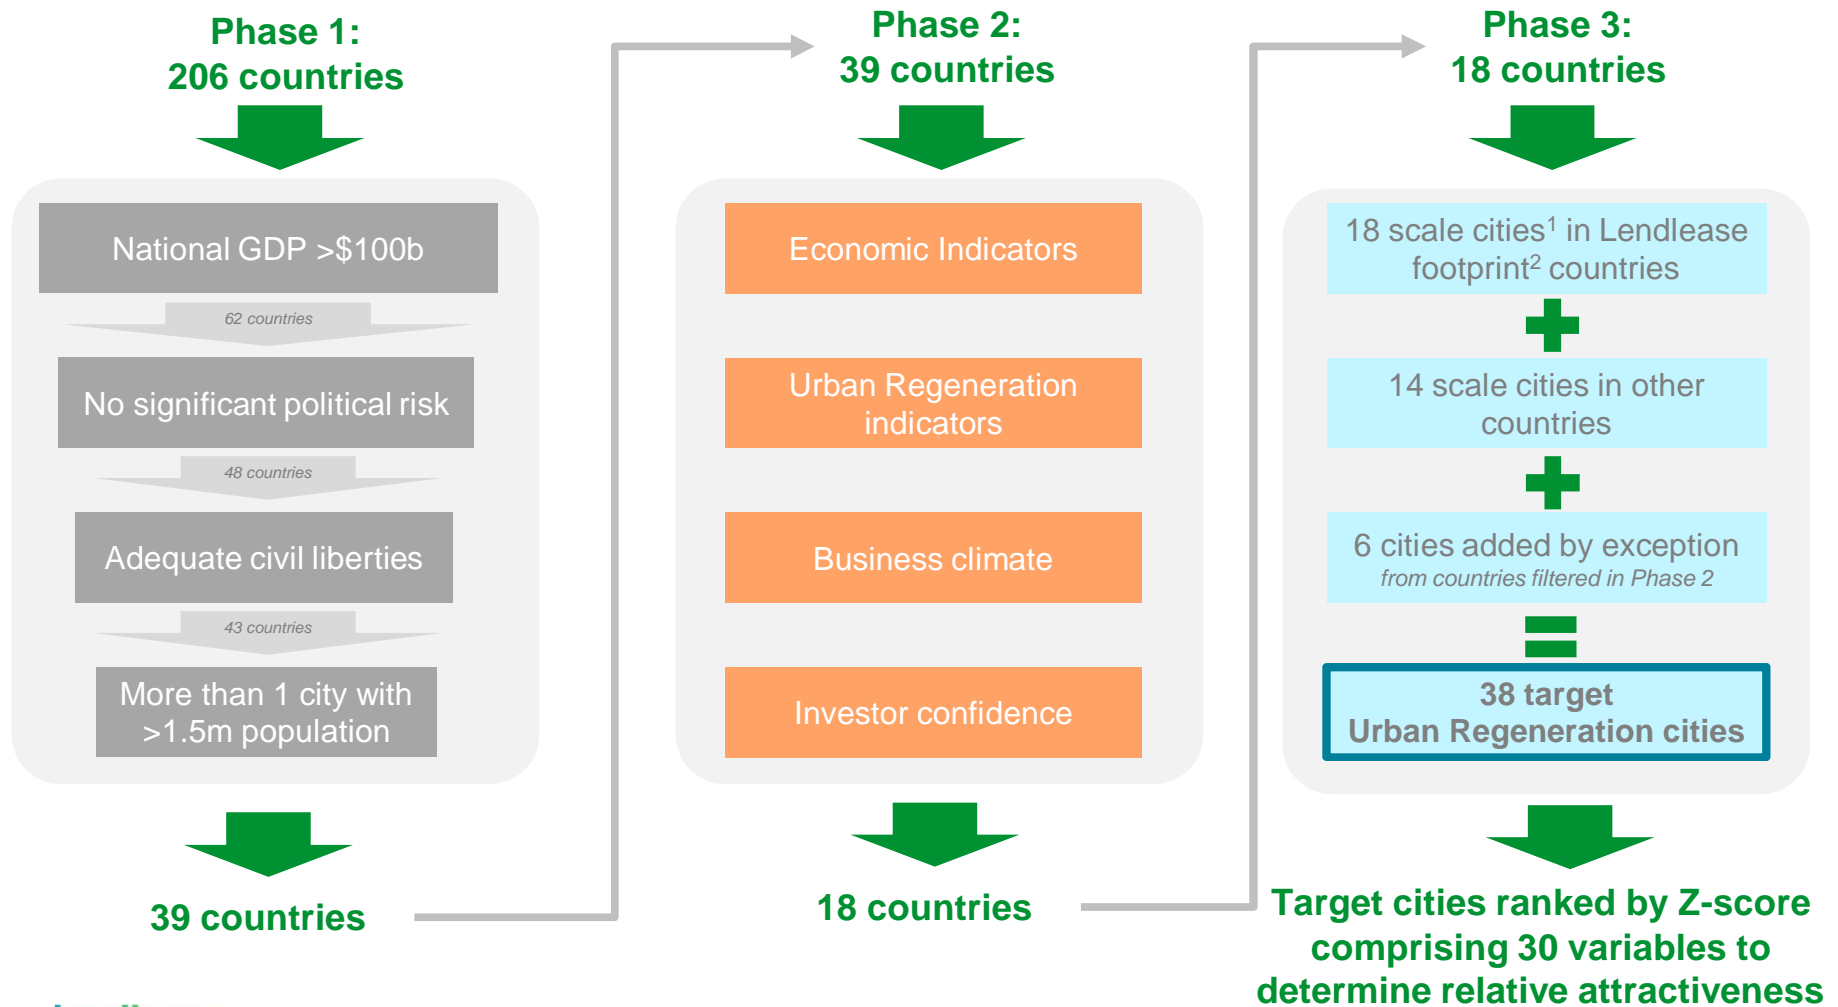 Phase 1:
206 countries
National GDP >$100b
62 countries
No significant political risk
48 countries
Adequate civil liberties
43 countries
More than 1 city with
>1.5m population
39 countries
Phase 2:
39 countries
Economic Indicators
Urban Regeneration
indicators
Business climate
Investor confidence
18 countries
Phase 3:
18 countries
18 scale cities¹ in Lendlease
footprint² countries
14 scale cities in other
countries
6 cities added by exception
from countries filtered in Phase 2
38 target
Urban Regeneration cities
Target cities ranked by Z-score
comprising 30 variables to
determine relative attractiveness